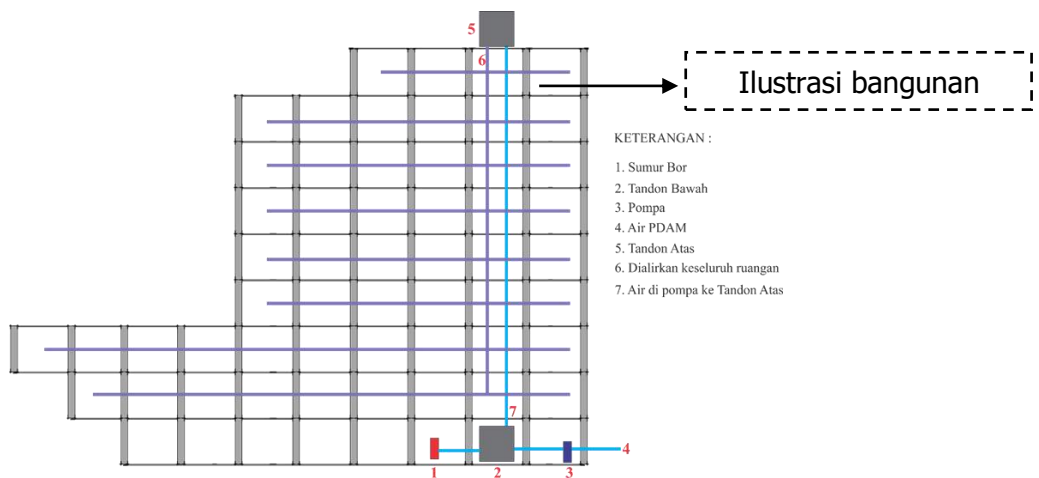 5
6
Ilustrasi bangunan
KETERANGAN :
1. Sumur Bor
2. Tandon Bawah
3. Pompa
4. Air PDAM
5. Tandon Atas
6. Dialirkan keseluruh ruangan
7. Air di pompa ke Tandon Atas
7
4
1
2
3